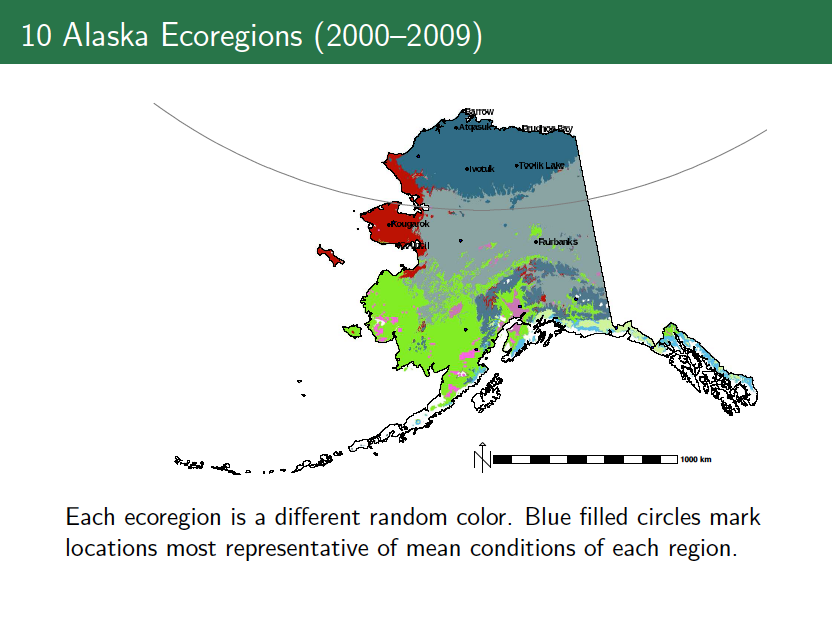 10 Alaska Ecoregions (2000–2009)
Barrow
Atqasuk
Prudhoe Bay
Ivotuk
Toolik Lake
Kougarok
Fairbanks
N
1000 km
Each ecoregion is a different random color. Blue filled circles mark
locations most representative of mean conditions of each region.